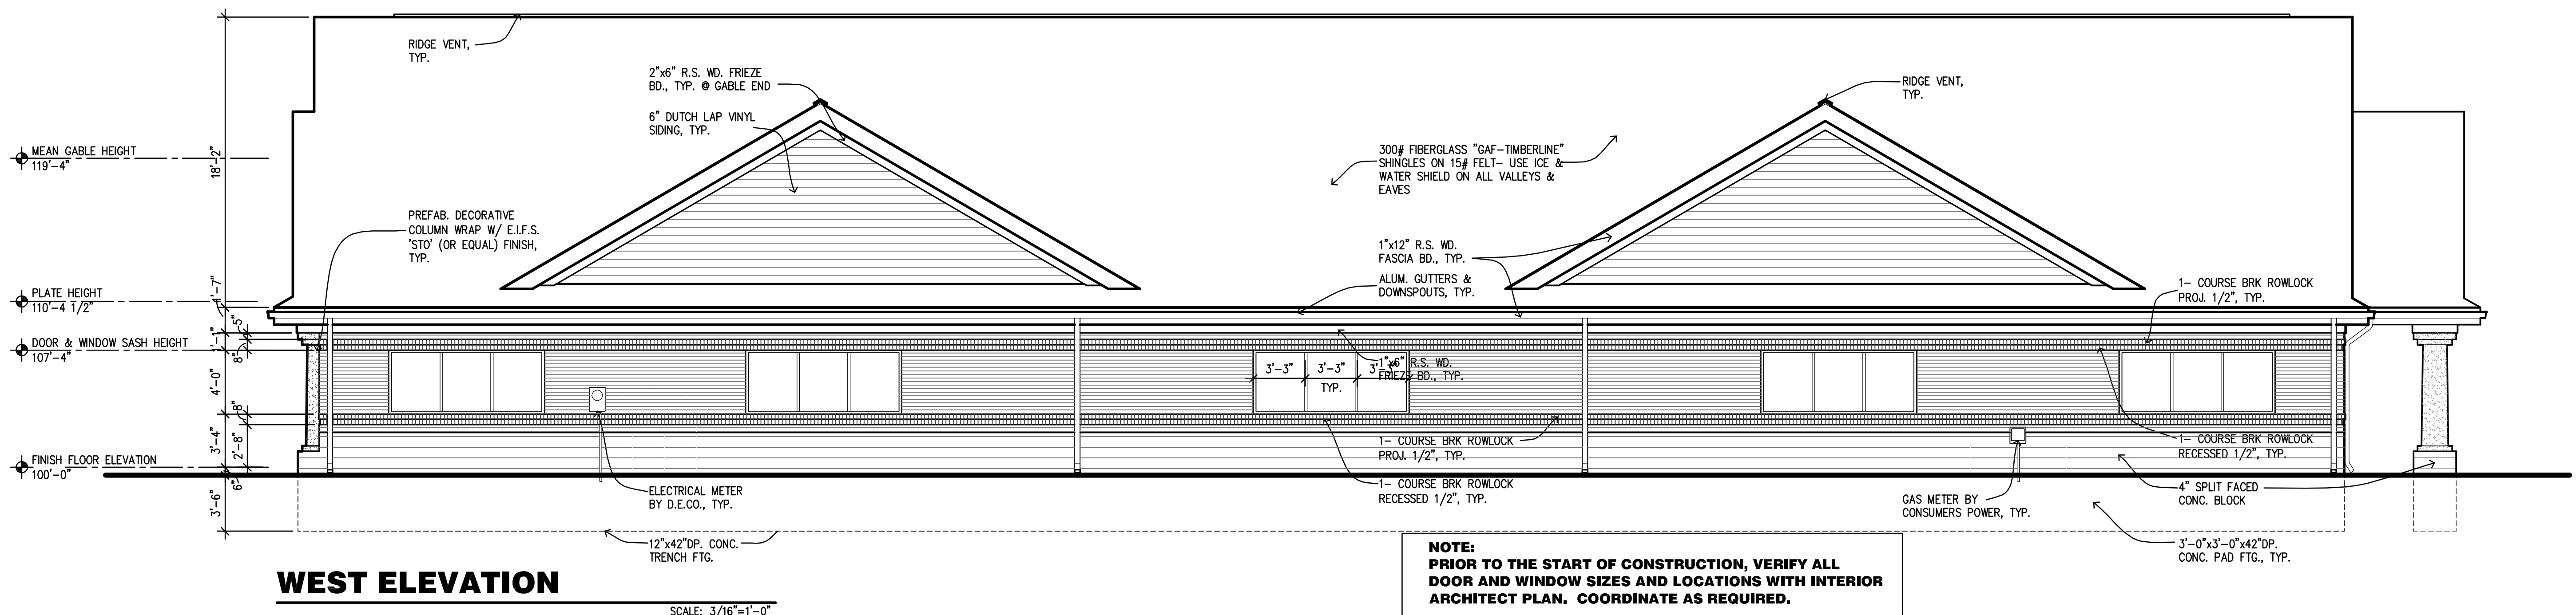 RIDGE VENT,
TYP.
2"x6" R.S. WD. FRIEZE
BD., TYP. @ GABLE END
6" DUTCH LAP VINYL
SIDING, TYP.
RIDGE VENT,
TYP.
300# FIBERGLASS "GAF-TIMBERLINE"
SHINGLES ON 15# FELT- USE ICE &
WATER SHIELD ON ALL VALLEYS &
EAVES
MEAN GABLE HEIGHT
119'-4"
18'-2"
PREFAB. DECORATIVE
COLUMN WRAP W/ E.I.F.S.
'STO' (OR EQUAL) FINISH,
TYP.
1"x12" R.S. WD.
FASCIA BD., TYP.
ALUM. GUTTERS &
DOWNSPOUTS, TYP.
1- COURSE BRK ROWLOCK
PROJ. 1/2", TYP.
PLATE HEIGHT
110'-4 1/2"
1'-7"
1'-1"
DOOR & WINDOW SASH HEIGHT
107'-4"
8"
4'-0"
1"x6" R.S. WD.
FRIEZE BD., TYP.
3'-3"
3'-3"
3'-3"
TYP.
8"
3'-4"
2'-8"
1- COURSE BRK ROWLOCK
PROJ. 1/2", TYP.
1- COURSE BRK ROWLOCK
RECESSED 1/2", TYP.
FINISH FLOOR ELEVATION
100'-0"
6"
3'-6"
ELECTRICAL METER
BY D.E.CO., TYP.
1- COURSE BRK ROWLOCK
RECESSED 1/2", TYP.
GAS METER BY
CONSUMERS POWER, TYP.
4" SPLIT FACED
CONC. BLOCK
12"x42"DP. CONC.
TRENCH FTG.
3'-0"x3'-0"x42"DP.
CONC. PAD FTG., TYP.
NOTE:
PRIOR TO THE START OF CONSTRUCTION, VERIFY ALL
DOOR AND WINDOW SIZES AND LOCATIONS WITH INTERIOR
ARCHITECT PLAN. COORDINATE AS REQUIRED.
WEST ELEVATION
SCALE: 3/16"=1'-0"